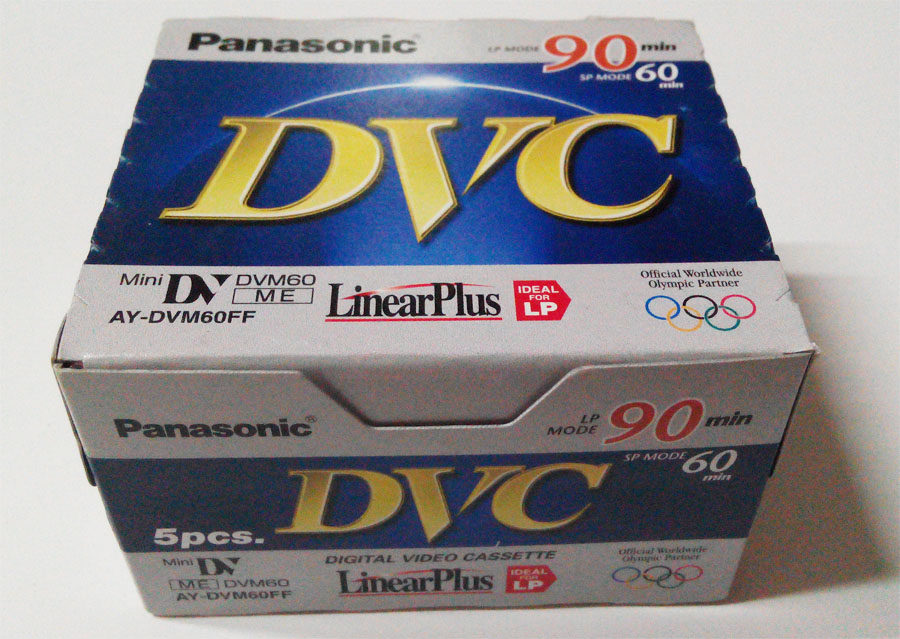 Panasonic
LP MODE 90 min
SP MODE 60 min
DVC
Mini DV DVM60
ME
AY-DVM60FF
LinearPlus
IDEAL
FOR
LP
Official Worldwide
Olympic Partner
Panasonic®
LP
MODE 90 min
SP MODE 60
min
DVC
5pcs.
Mini DV
ME DVM60
AY-DVM60FF
DIGITAL VIDEO CASSETTE
LinearPlus
IDEAL
FOR
LP
Official Worldwide
Olympic Partner